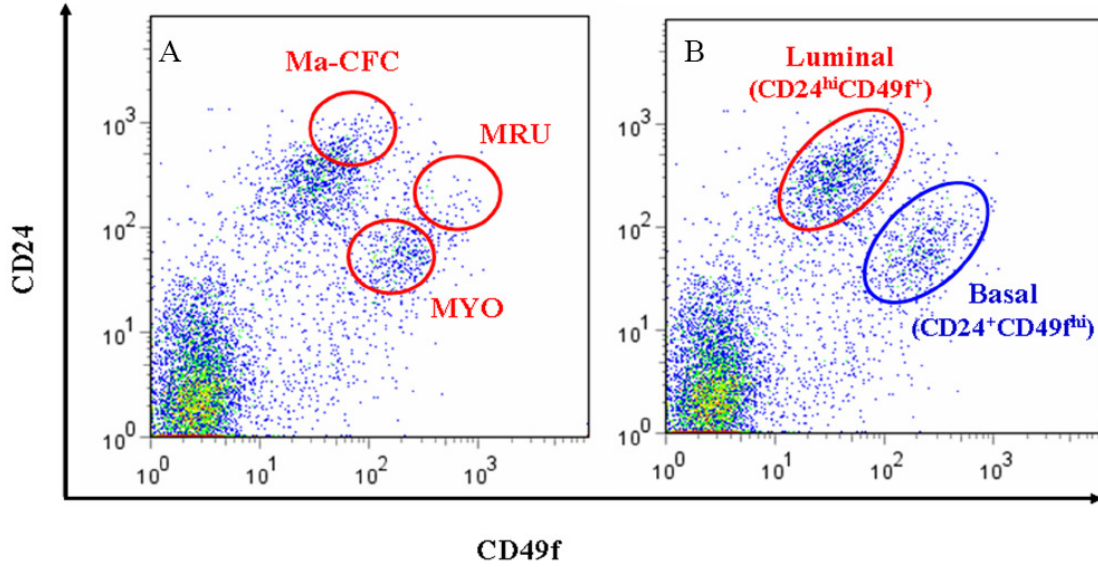 A
Ma-CFC
MRU
MYO
10³
10²
10¹
10⁰
10⁰
10¹
10²
10³
B
Luminal
(CD24ʰⁱCD49f⁺)
Basal
(CD24⁺CD49fʰⁱ)
10³
10²
10¹
10⁰
10⁰
10¹
10²
10³
CD24
CD49f